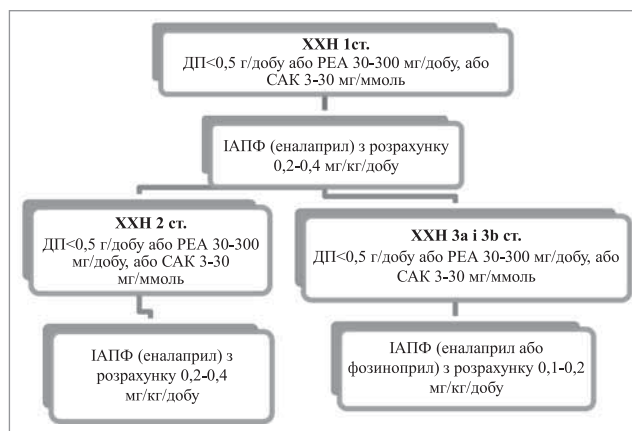 ХХН 1ст.
ДП<0,5 г/добу або РЕА 30-300 мг/добу, або
САК 3-30 мг/ммоль
ІАПФ (еналаприл) з розрахунку
0,2-0,4 мг/кг/добу
ХХН 2 ст.
ДП<0,5 г/добу або РЕА 30-300
мг/добу, або САК 3-30
мг/ммоль
ХХН 3а і 3b ст.
ДП<0,5 г/добу або РЕА 30-300 мг/добу, або
САК 3-30 мг/ммоль
ІАПФ (еналаприл) з
розрахунку 0,2-0,4
мг/кг/добу
ІАПФ (еналаприл або
фозиноприл) з розрахунку 0,1-0,2
мг/кг/добу